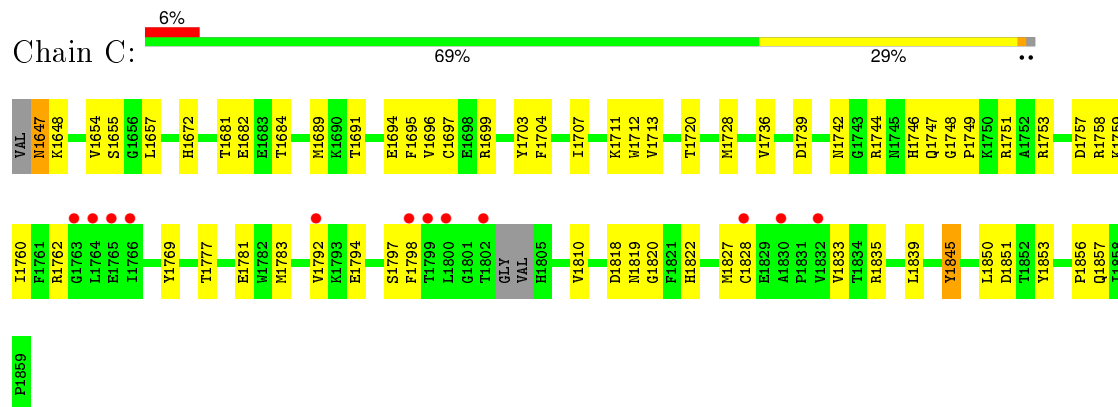 6%
Chain C:
69% 29%
VAL N1647 K1648 V1654 S1655 G1656 L1657 H1672 T1681 E1682 E1683 T1684 M1689 K1690 T1691 E1694 F1695 V1696 C1697 E1698 R1699 Y1703 F1704 I1707 K1711 W1712 V1713 T1720 M1728 V1736 D1739 N1742 G1743 R1744 N1745 H1746 Q1747 G1748 P1749 K1750 R1751 A1752 R1753 D1757 R1758 K1759
I1760 F1761 R1762 G1763 L1764 E1765 I1766 Y1769 T1777 E1781 W1782 M1783 V1792 K1793 E1794 S1797 F1798 T1799 L1800 G1801 T1802 GLY VAL H1805 V1810 D1818 N1819 G1820 F1821 H1822 M1827 C1828 E1829 A1830 P1831 V1832 V1833 T1834 R1835 L1839 Y1845 L1850 D1851 T1852 Y1853 P1856 Q1857 I1858
P1859